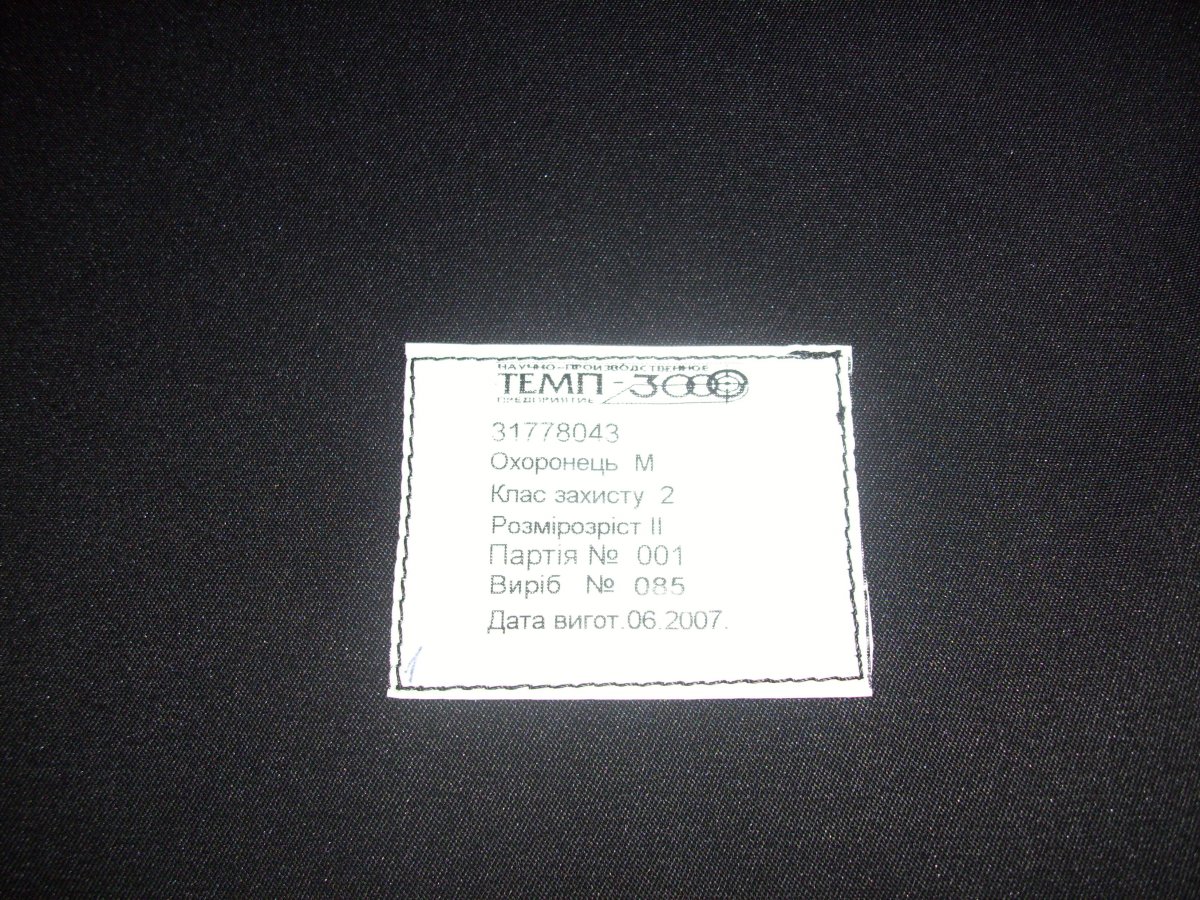 НАУЧНО-ПРОИЗВОДСТВЕННОЕ
ТЕМП-3000
ПРЕДПРИЯТИЕ
31778043
Охоронець М
Клас захисту 2
Розмірозріст II
Партія № 001
Виріб № 085
Дата вигот.06.2007.
1